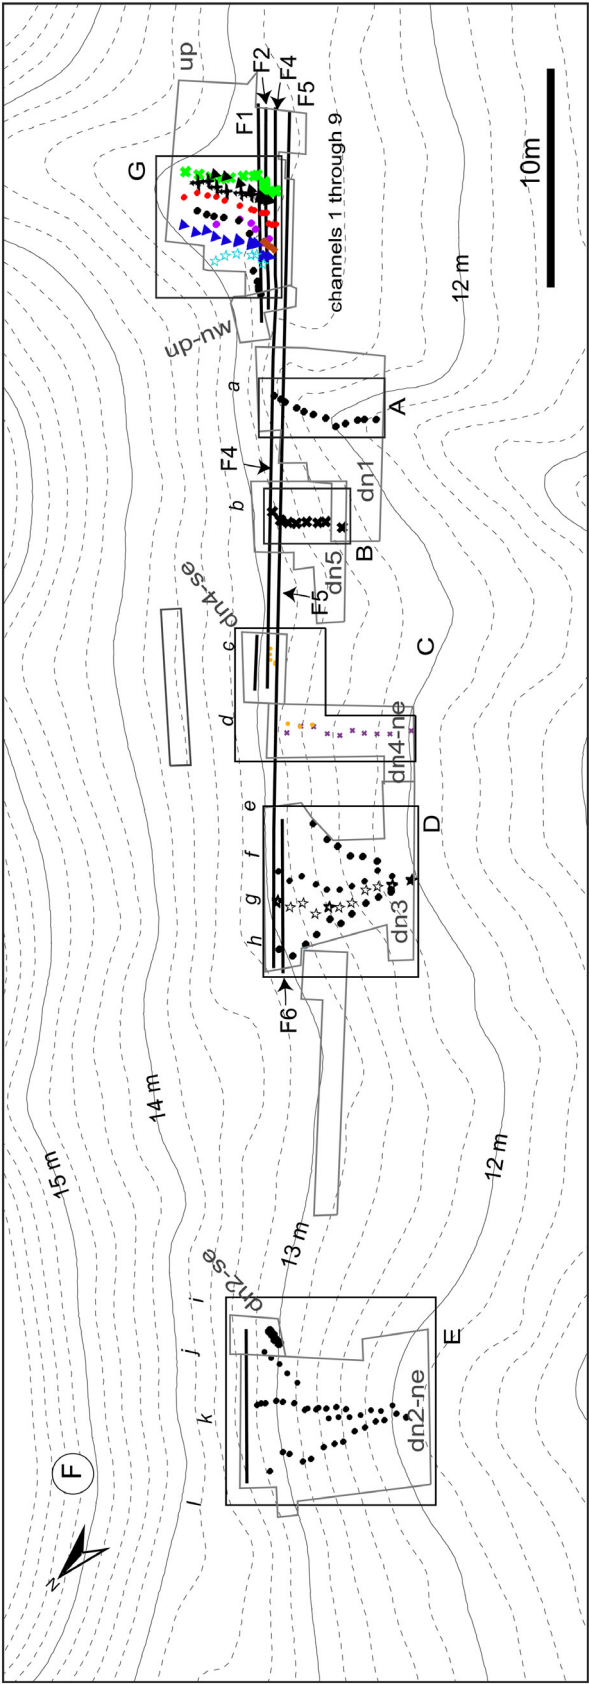 up
F2
F4
F5
F1
G
10m
channels 1 through 9
12 m
up-nw
a
A
F4
dn1
b
B
dn5
F5
dn4-se
c
C
d
dn4-ne
e
D
f
g
dn3
h
F6
14 m
15 m
12 m
13 m
dn2-se
i
j
E
k
dn2-ne
l
F
N